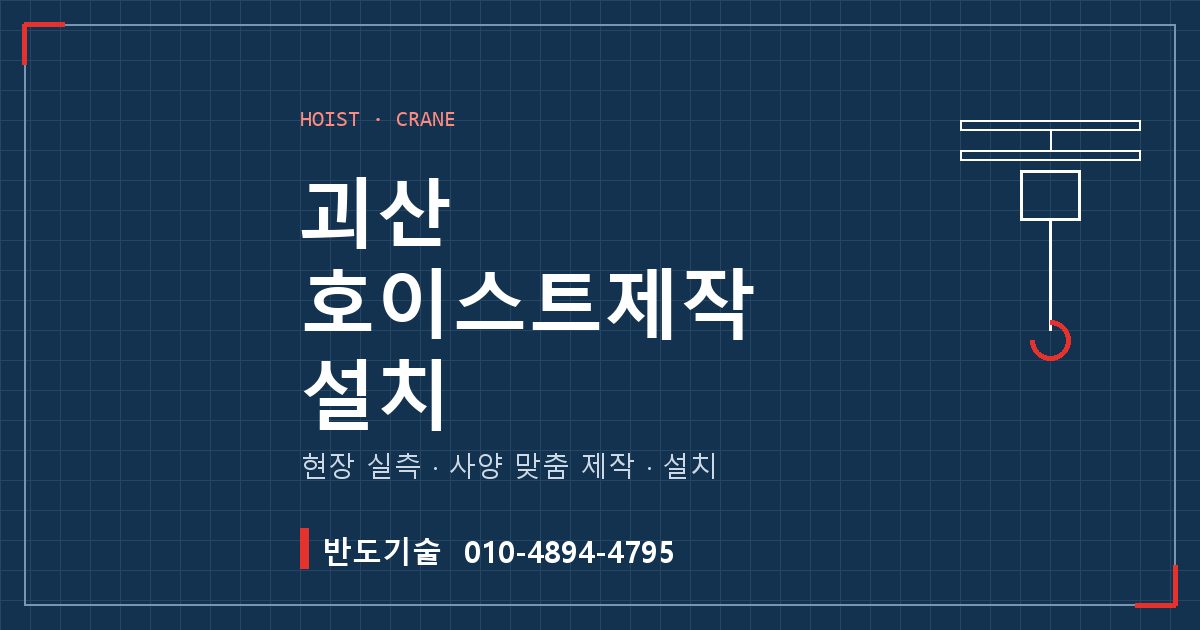 HOIST · CRANE
괴산
호이스트제작
설치
현장 실측 · 사양 맞춤 제작 · 설치
반도기술 010-4894-4795